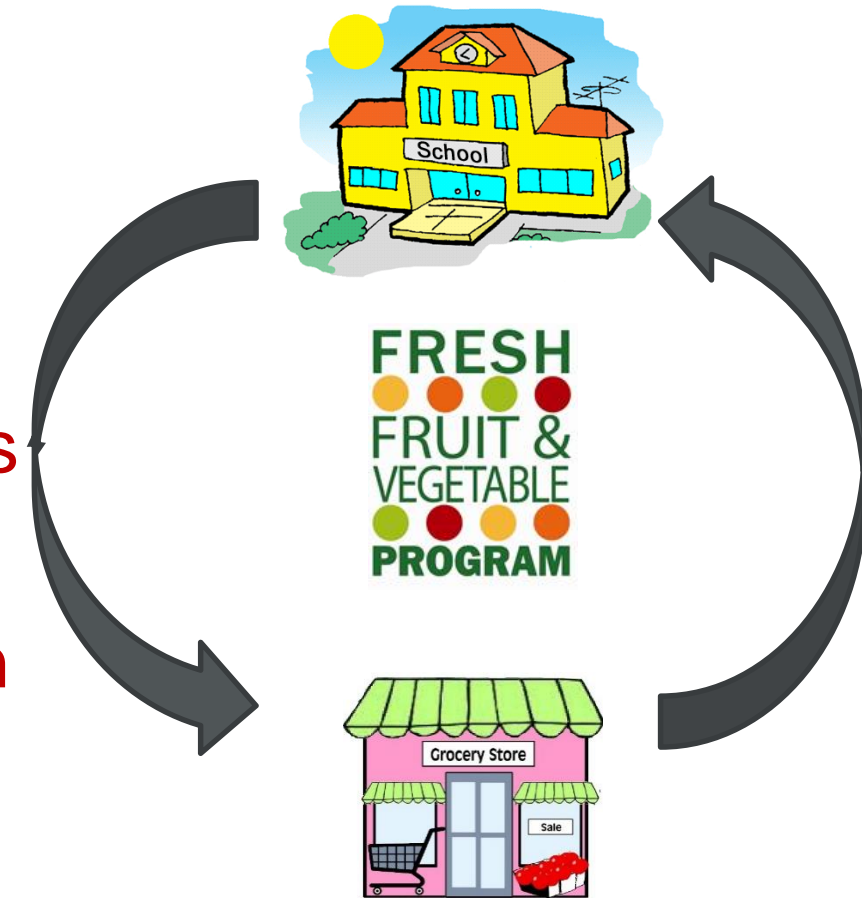 School
FRESH
FRUIT &
VEGETABLE
PROGRAM
s
n
Grocery Store
Sale